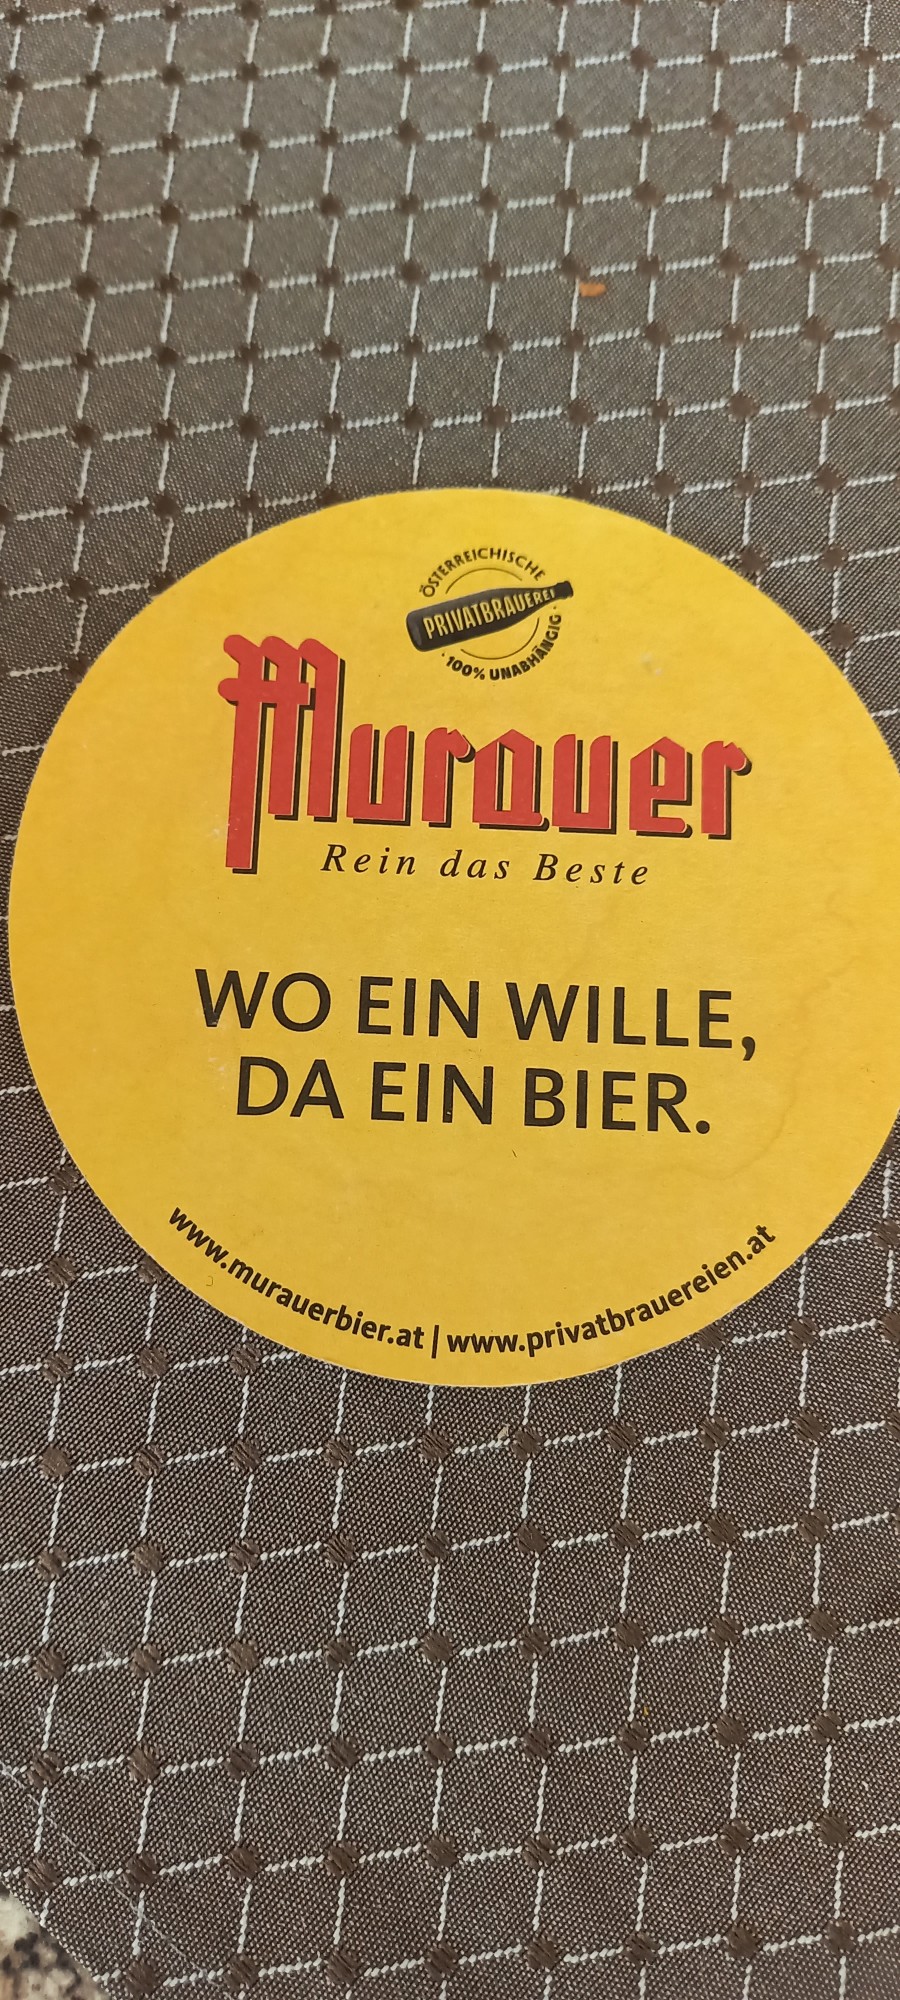 ÖSTERREICHISCHE
PRIVATBRAUEREI
· 100% UNABHÄNGIG ·
Murauer
Rein das Beste
WO EIN WILLE,
DA EIN BIER.
www.murauerbier.at | www.privatbrauereien.at